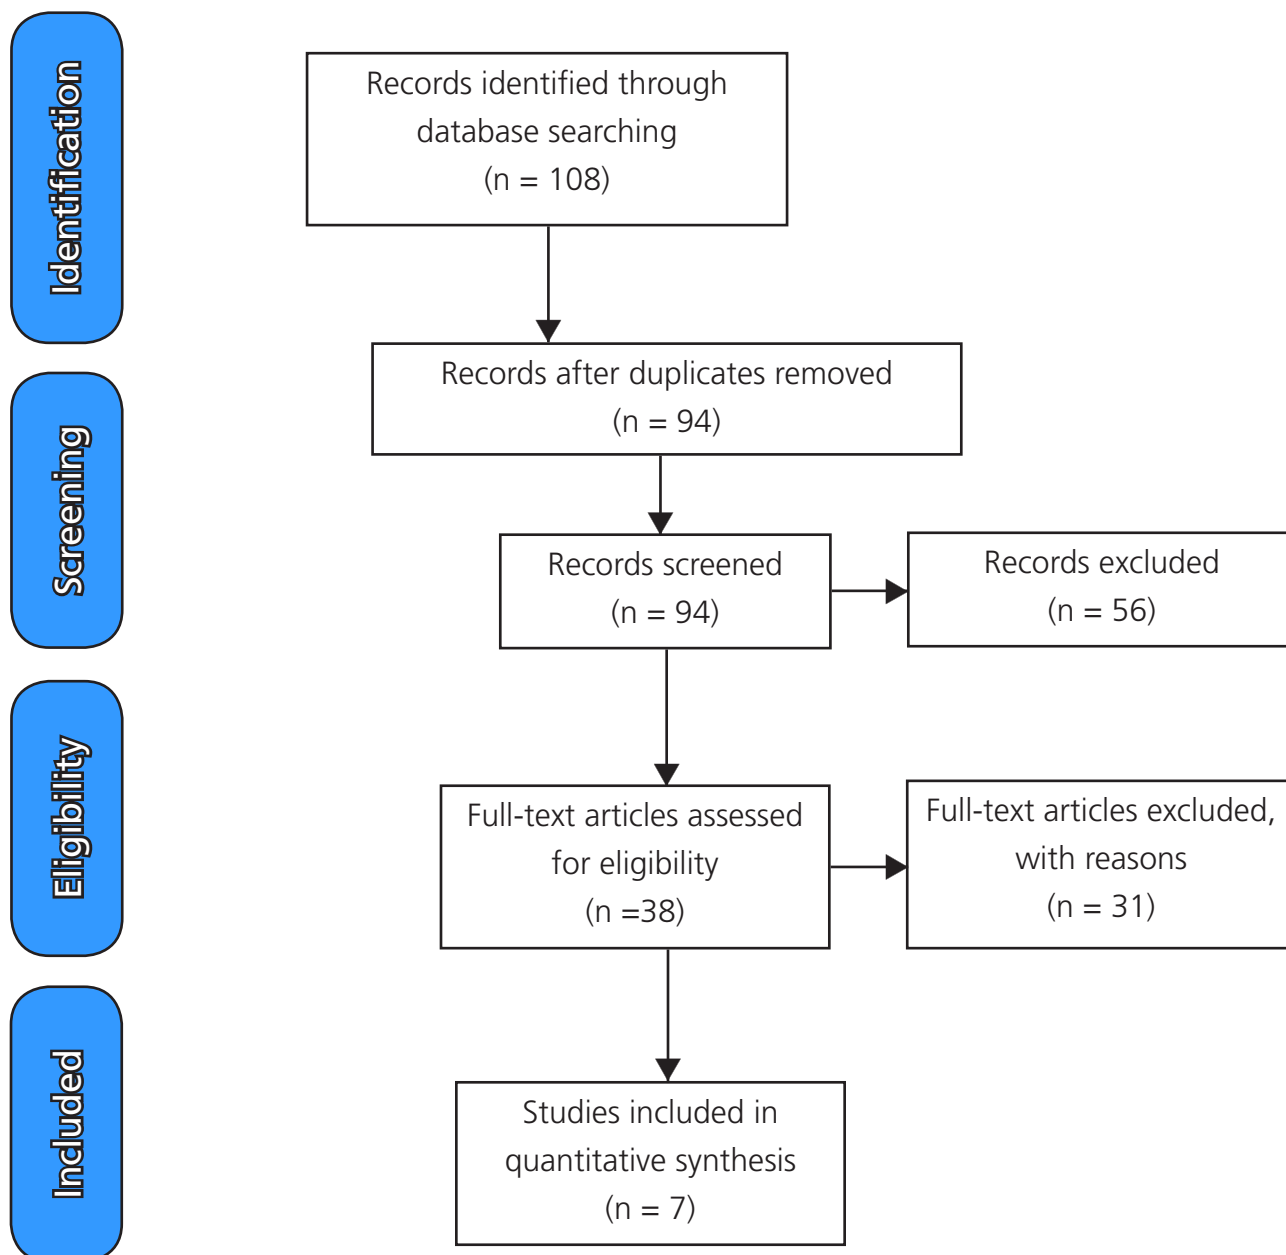 Identification
Records identified through
database searching
(n = 108)
Records after duplicates removed
(n = 94)
Screening
Records screened
(n = 94)
Records excluded
(n = 56)
Eligibility
Full-text articles assessed
for eligibility
(n =38)
Full-text articles excluded,
with reasons
(n = 31)
Included
Studies included in
quantitative synthesis
(n = 7)